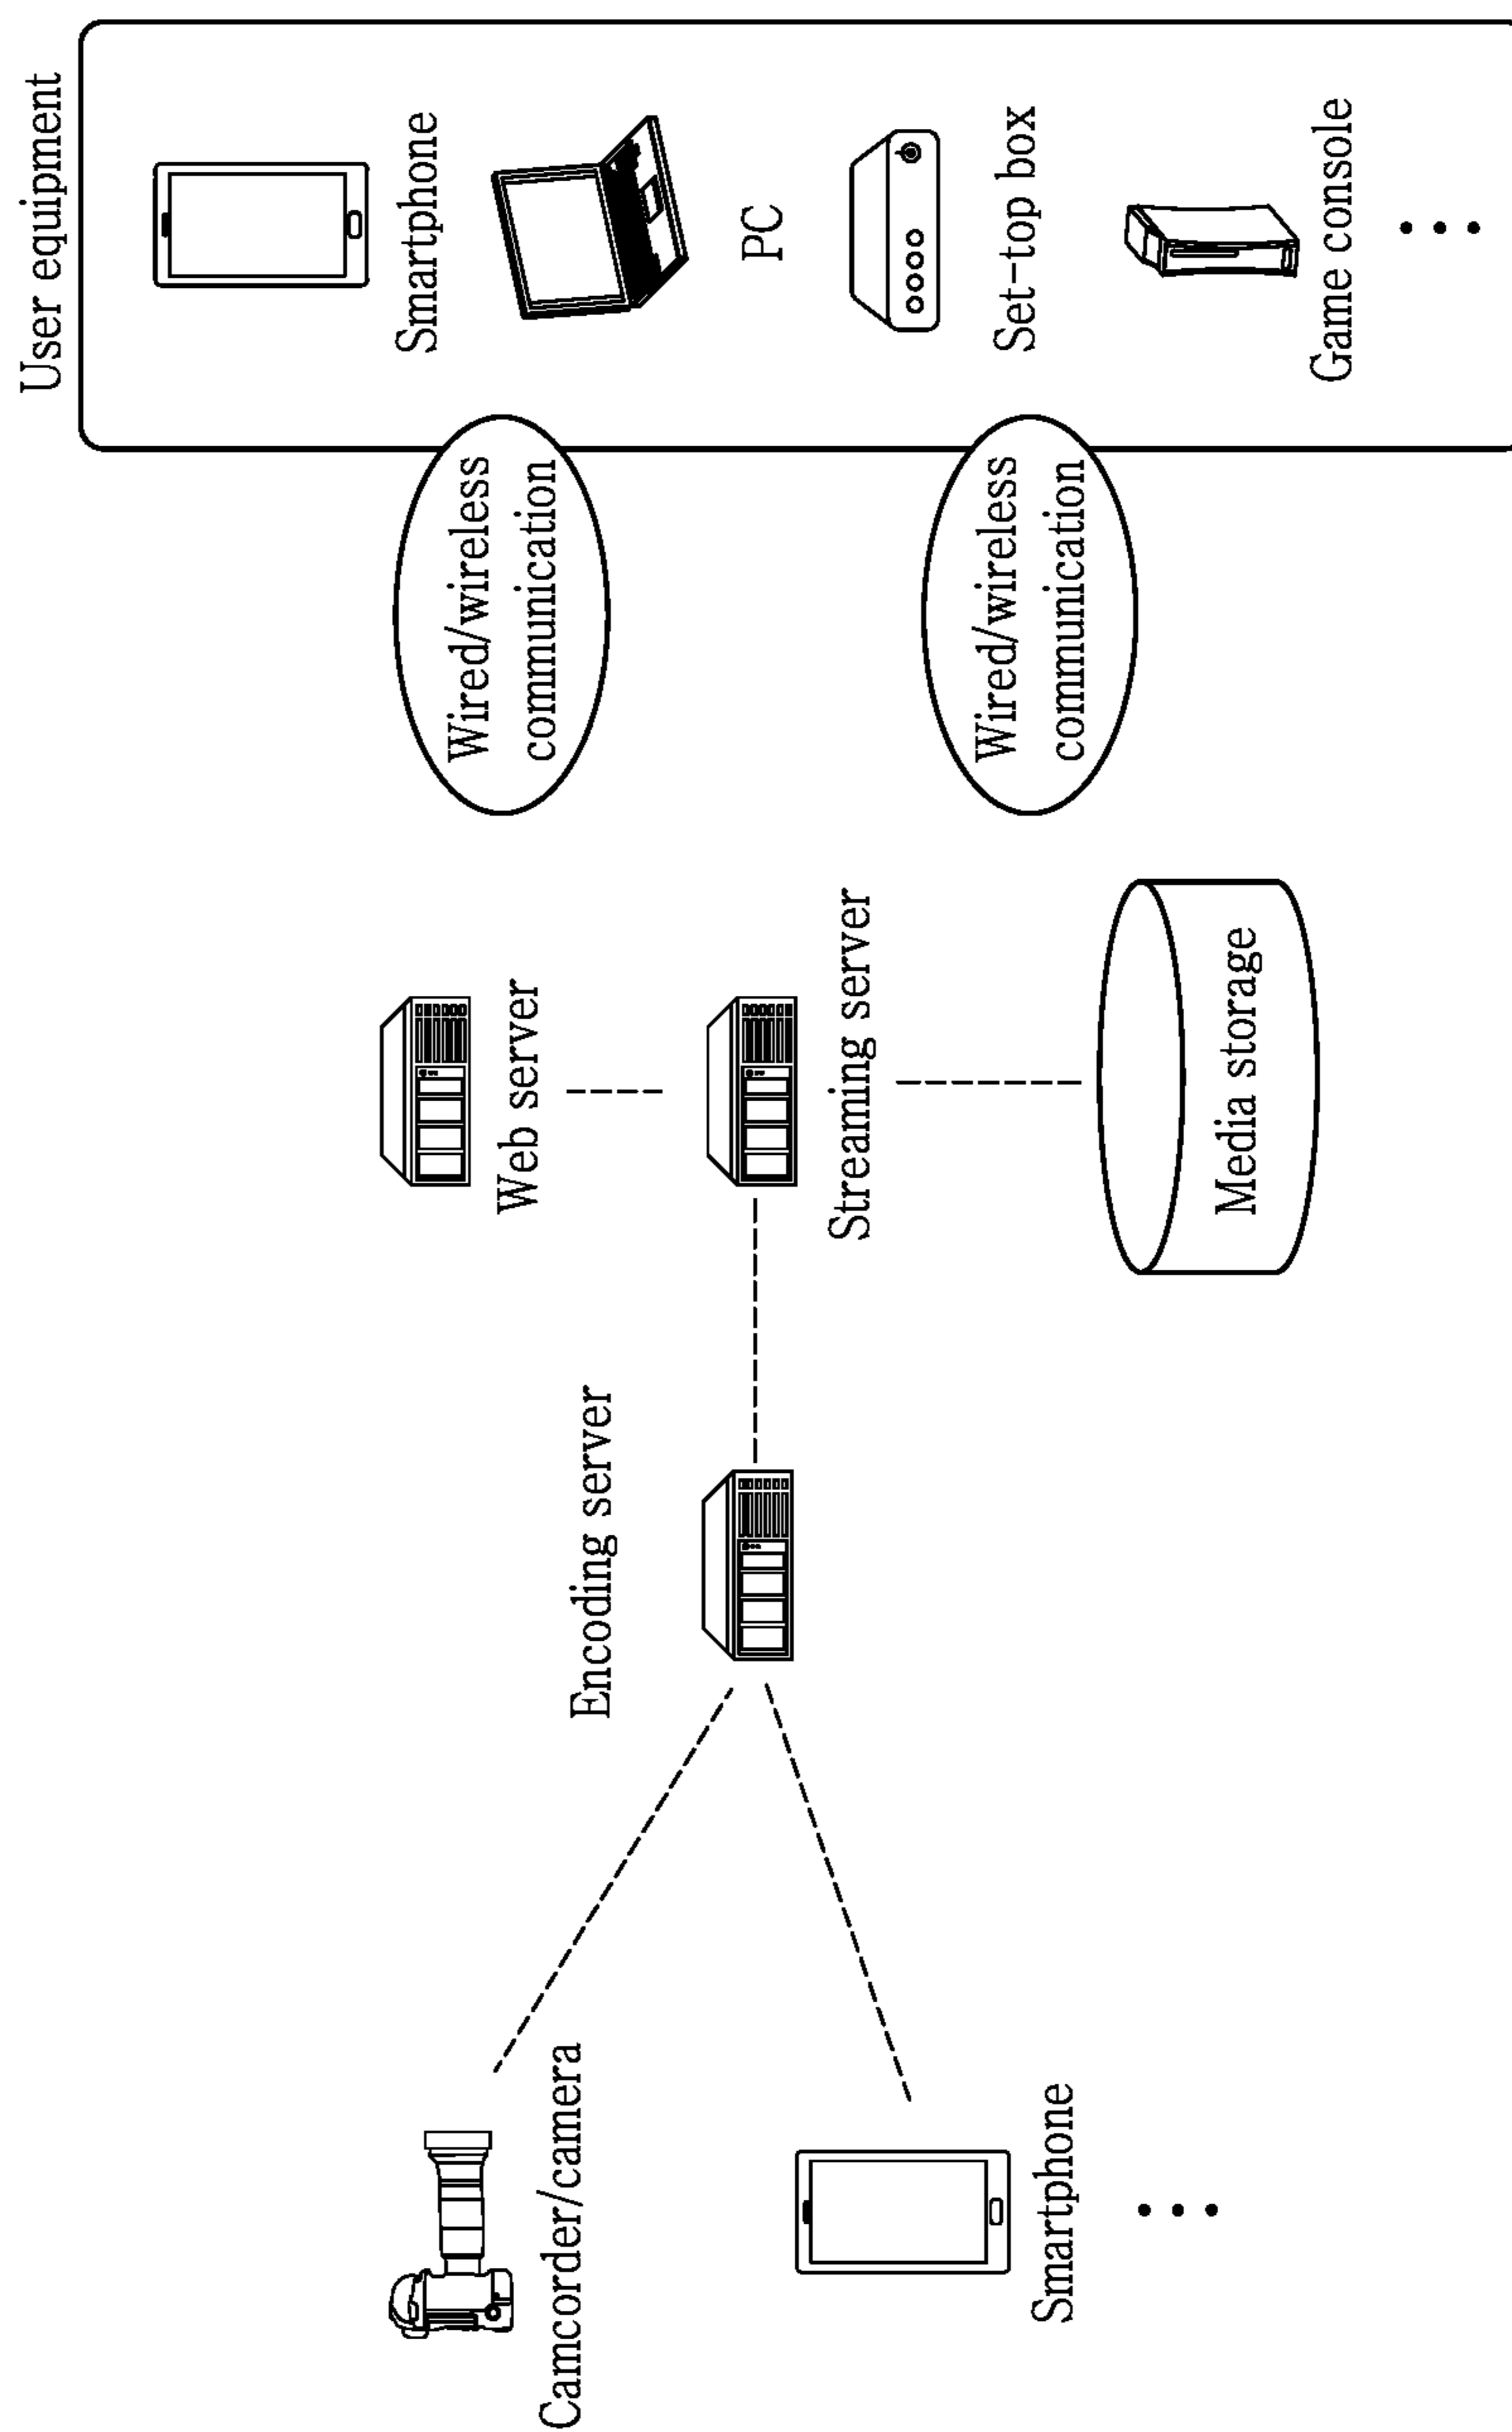 User equipment
Smartphone
PC
Set-top box
Game console
Wired/wireless
communication
Wired/wireless
communication
Web server
Streaming server
Media storage
Encoding server
Camcorder/camera
Smartphone